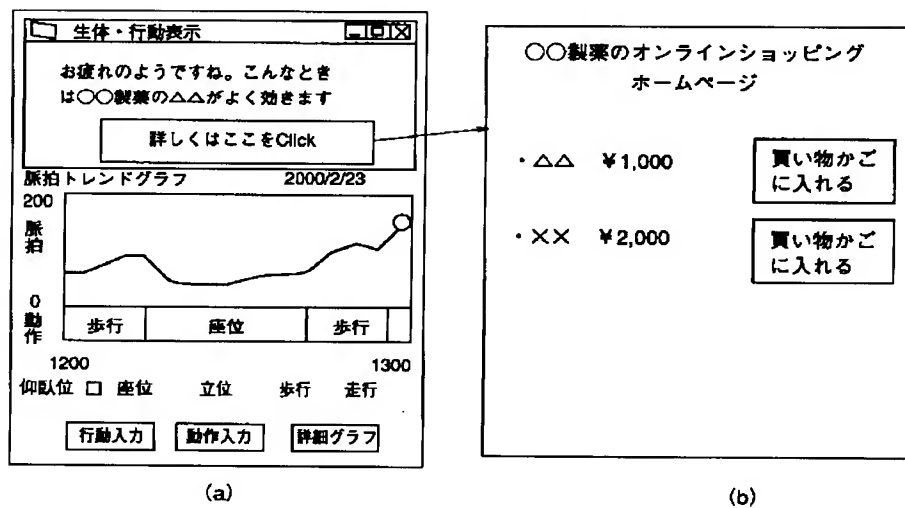 生体・行動表示
お疲れのようですね。こんなとき
は〇〇製薬の△△がよく効きます
詳しくはここをClick
脈拍トレンドグラフ 2000/2/23
200
脈拍
0
動作
歩行 座位 歩行
1200 1300
仰臥位 □ 座位 立位 歩行 走行
行動入力 動作入力 詳細グラフ
(a)
〇〇製薬のオンラインショッピング
ホームページ
・△△ ¥1,000
買い物かご
に入れる
・×× ¥2,000
買い物かご
に入れる
(b)